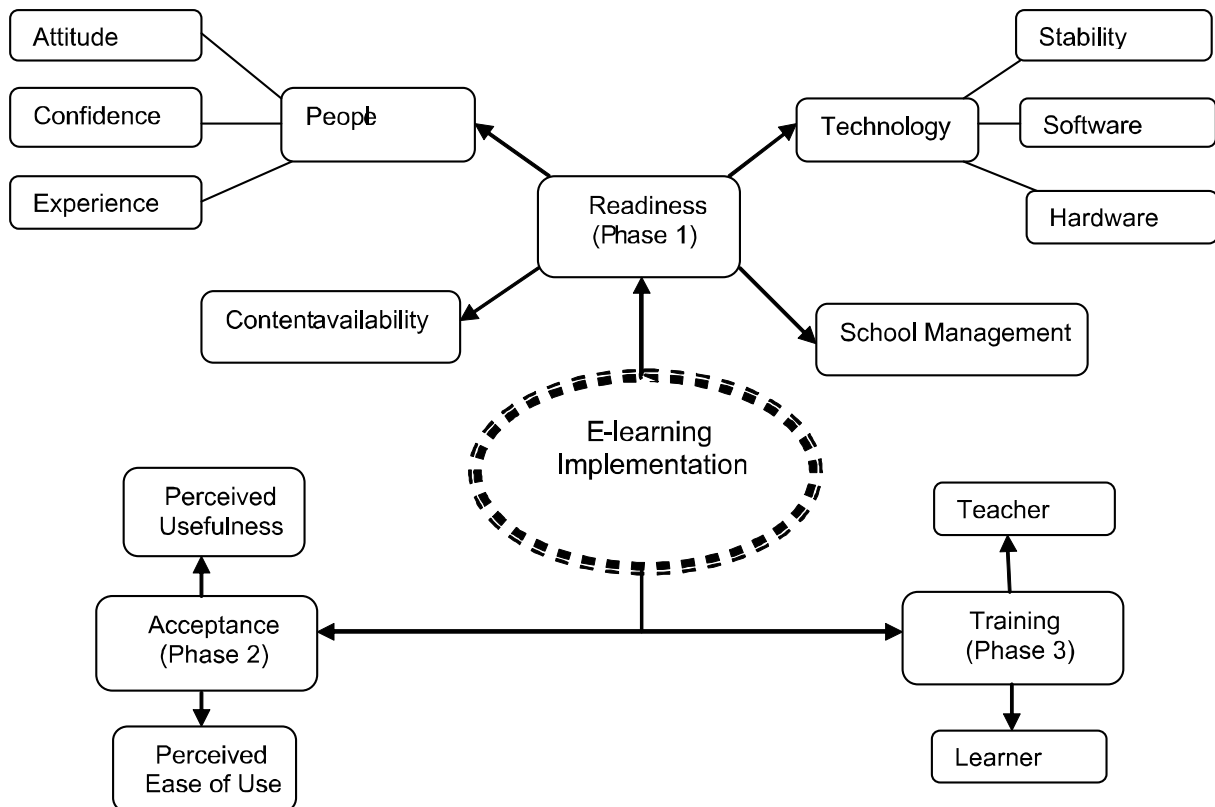 Attitude
Stability
Confidence
People
Technology
Software
Experience
Readiness
(Phase 1)
Hardware
Contentavailability
School Management
E-learning
Implementation
Perceived
Usefulness
Teacher
Acceptance
(Phase 2)
Training
(Phase 3)
Perceived
Ease of Use
Learner